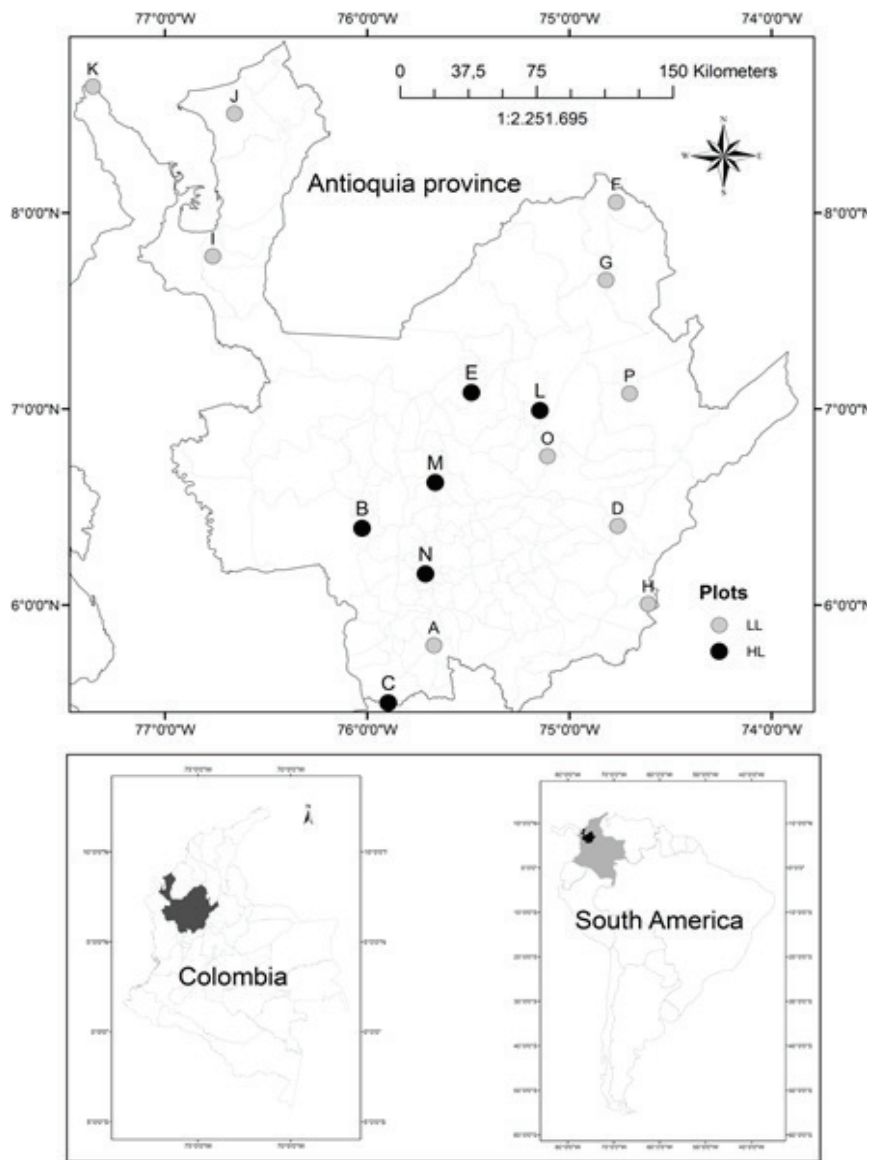 77°0'0"W 76°0'0"W 75°0'0"W 74°0'0"W
K
J
0 37,5 75 150 Kilometers
1:2.251.695
N
W E
S
Antioquia province
8°0'0"N 8°0'0"N
F
I
G
E
L
P
7°0'0"N 7°0'0"N
O
M
B
D
N
H
6°0'0"N 6°0'0"N
Plots
A
LL
HL
C
77°0'0"W 76°0'0"W 75°0'0"W 74°0'0"W
Colombia
South America